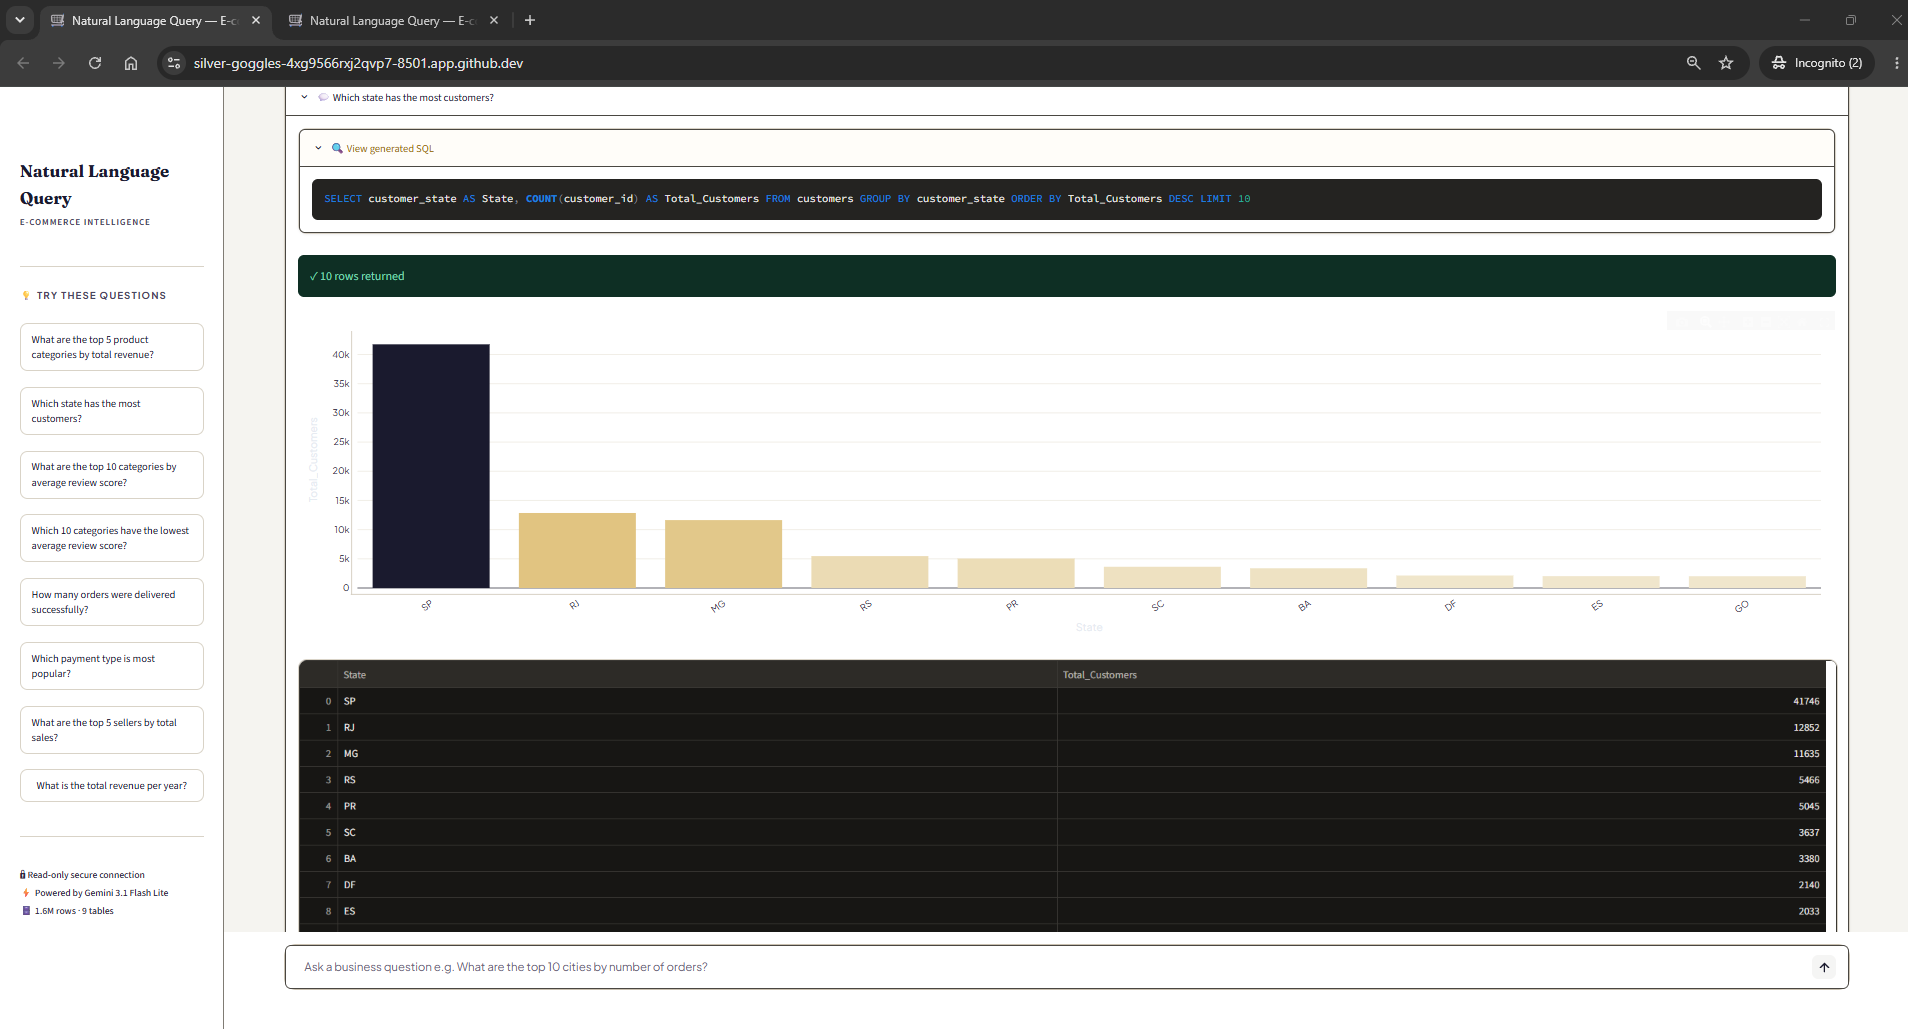 Natural Language Query — E-c
Natural Language Query — E-c
silver-goggles-4xg9566rxj2qvp7-8501.app.github.dev
Incognito (2)
Natural Language
Query
E-COMMERCE INTELLIGENCE
TRY THESE QUESTIONS
What are the top 5 product
categories by total revenue?
Which state has the most
customers?
What are the top 10 categories by
average review score?
Which 10 categories have the lowest
average review score?
How many orders were delivered
successfully?
Which payment type is most
popular?
What are the top 5 sellers by total
sales?
What is the total revenue per year?
Read-only secure connection
Powered by Gemini 3.1 Flash Lite
1.6M rows · 9 tables
Which state has the most customers?
View generated SQL
SELECT customer_state AS State, COUNT(customer_id) AS Total_Customers FROM customers GROUP BY customer_state ORDER BY Total_Customers DESC LIMIT 10
✓ 10 rows returned
Total_Customers
40k
35k
30k
25k
20k
15k
10k
5k
0
SP RJ MG RS PR SC BA DF ES GO
State
State Total_Customers
0 SP 41746
1 RJ 12852
2 MG 11635
3 RS 5466
4 PR 5045
5 SC 3637
6 BA 3380
7 DF 2140
8 ES 2033
Ask a business question e.g. What are the top 10 cities by number of orders?